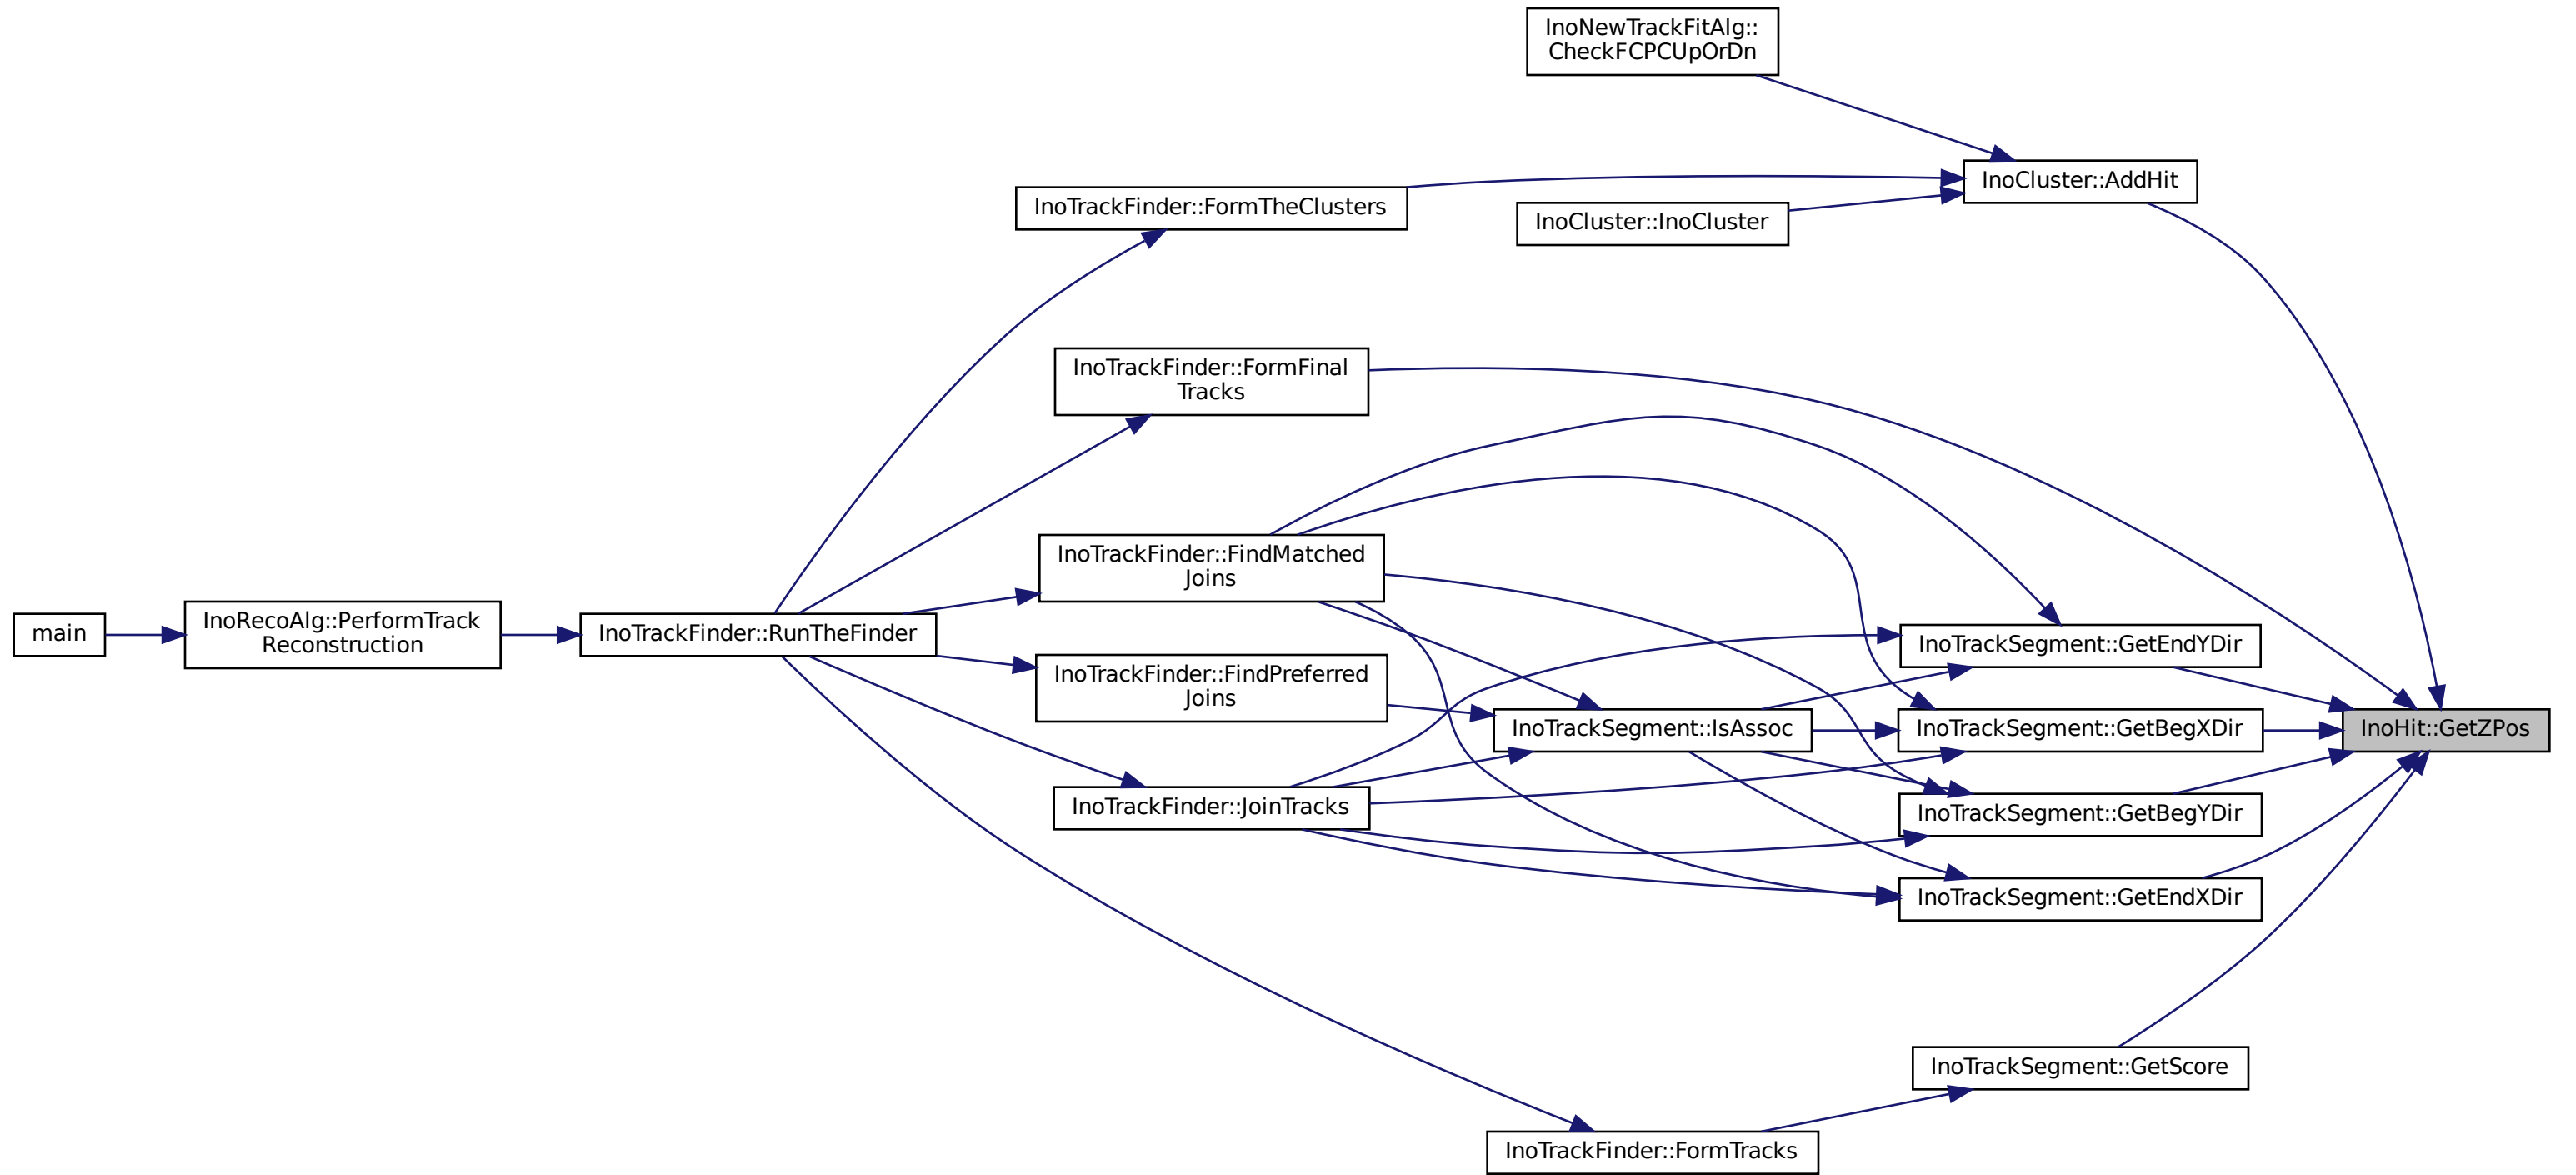 InoNewTrackFitAlg::
CheckFCPCUpOrDn
InoCluster::AddHit
InoTrackFinder::FormTheClusters
InoCluster::InoCluster
InoTrackFinder::FormFinal
Tracks
InoTrackFinder::FindMatched
Joins
main
InoRecoAlg::PerformTrack
Reconstruction
InoTrackFinder::RunTheFinder
InoTrackSegment::GetEndYDir
InoTrackFinder::FindPreferred
Joins
InoTrackSegment::IsAssoc
InoTrackSegment::GetBegXDir
InoHit::GetZPos
InoTrackFinder::JoinTracks
InoTrackSegment::GetBegYDir
InoTrackSegment::GetEndXDir
InoTrackSegment::GetScore
InoTrackFinder::FormTracks